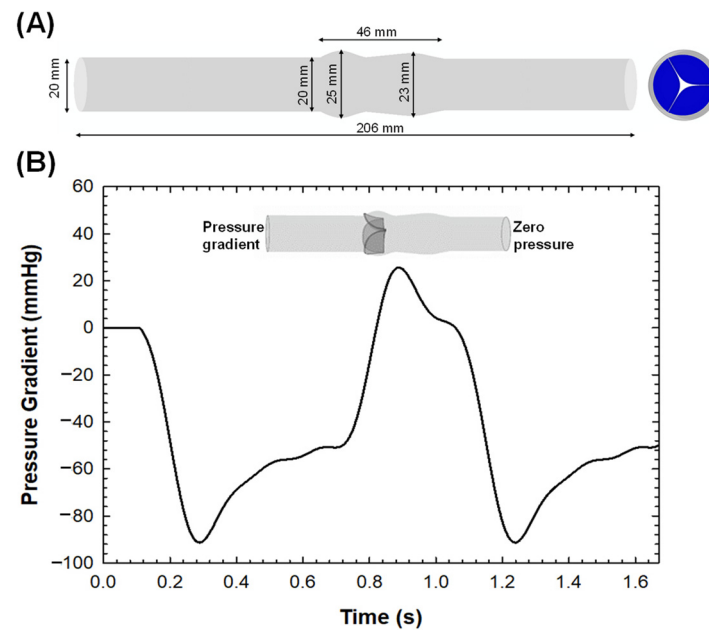 (A)
46 mm
20 mm
20 mm
25 mm
23 mm
206 mm
(B)
Pressure Gradient (mmHg)
60
40
20
0
−20
−40
−60
−80
−100
Pressure
gradient
Zero
pressure
0.0 0.2 0.4 0.6 0.8 1.0 1.2 1.4 1.6
Time (s)